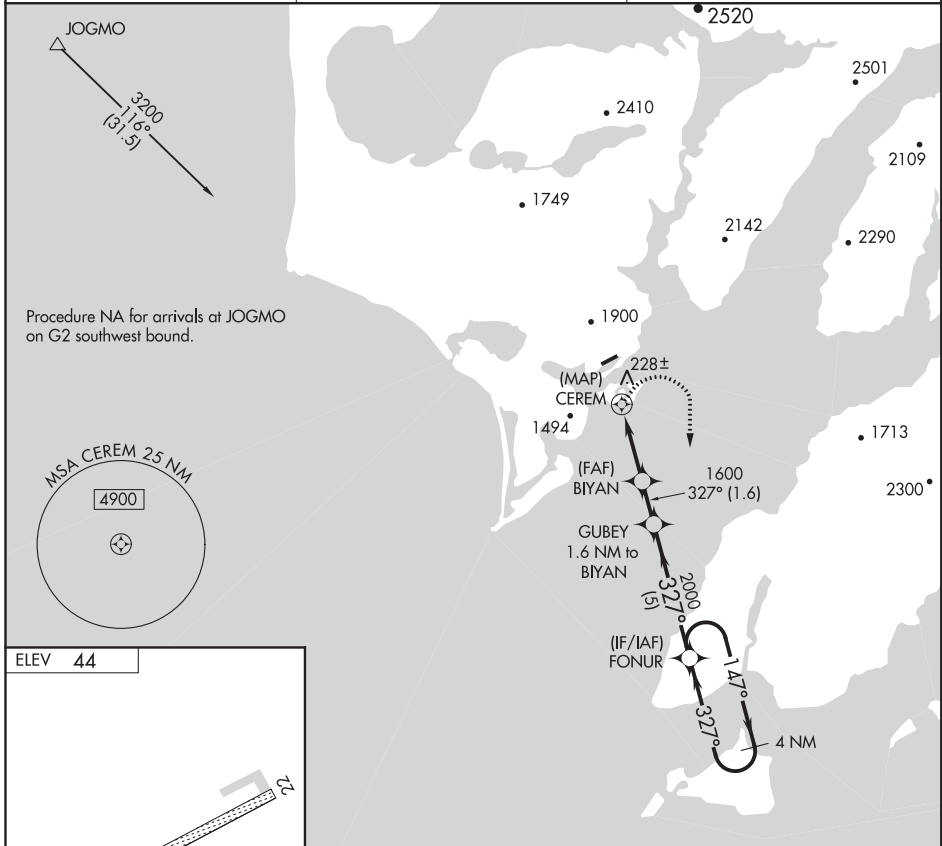 2520
JOGMO
2501
3200
116°
(31.5)
2410
2109
1749
2142
2290
Procedure NA for arrivals at JOGMO
on G2 southwest bound.
1900
228±
(MAP)
CEREM
1494
1713
MSA CEREM 25 NM
4900
(FAF)
BIYAN
1600
327° (1.6)
2300
GUBEY
1.6 NM to
BIYAN
2000
327°
(5)
(IF/IAF)
FONUR
147°
327°
4 NM
ELEV 44
22